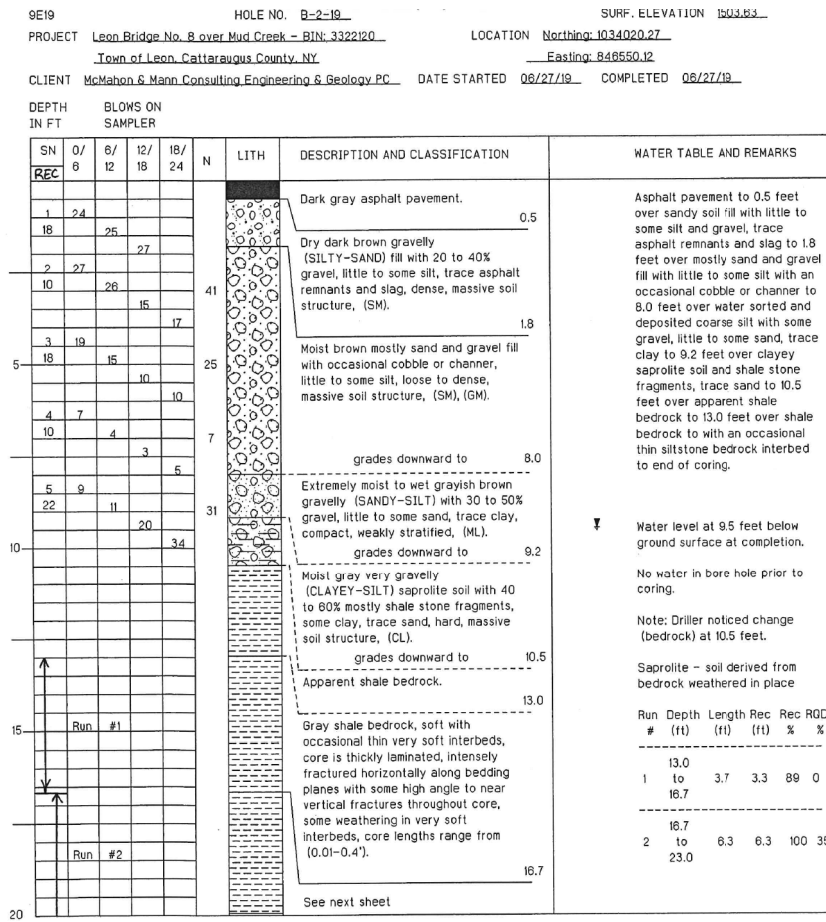 9E19 HOLE NO. B-2-19 SURF. ELEVATION 1503.63
PROJECT Leon Bridge No. 8 over Mud Creek - BIN: 3322120 LOCATION Northing: 1034020.27
Town of Leon, Cattaraugus County, NY Easting: 846550.12
CLIENT McMahon & Mann Consulting Engineering & Geology PC DATE STARTED 06/27/19 COMPLETED 06/27/19
DEPTH BLOWS ON
IN FT SAMPLER
SN 0/ 6/ 12/ 18/ N LITH DESCRIPTION AND CLASSIFICATION WATER TABLE AND REMARKS
REC 6 12 18 24
Dark gray asphalt pavement.
0.5
1 24
18 25
27
2 27
10 26 41
15
17
3 19
5 18 15 25
10
10
4 7
10 4 7
3
5
5 9
22 11 31
20
10 34
15 Run #1
Run #2
20
Dry dark brown gravelly
(SILTY-SAND) fill with 20 to 40%
gravel, little to some silt, trace asphalt
remnants and slag, dense, massive soil
structure, (SM).
1.8
Moist brown mostly sand and gravel fill
with occasional cobble or channer,
little to some silt, loose to dense,
massive soil structure, (SM), (GM).
grades downward to 8.0
Extremely moist to wet grayish brown
gravelly (SANDY-SILT) with 30 to 50%
gravel, little to some sand, trace clay,
compact, weakly stratified, (ML).
grades downward to 9.2
Moist gray very gravelly
(CLAYEY-SILT) saprolite soil with 40
to 60% mostly shale stone fragments,
some clay, trace sand, hard, massive
soil structure, (CL).
grades downward to 10.5
Apparent shale bedrock.
13.0
Gray shale bedrock, soft with
occasional thin very soft interbeds,
core is thickly laminated, intensely
fractured horizontally along bedding
planes with some high angle to near
vertical fractures throughout core,
some weathering in very soft
interbeds, core lengths range from
(0.01-0.4').
16.7
See next sheet
Asphalt pavement to 0.5 feet
over sandy soil fill with little to
some silt and gravel, trace
asphalt remnants and slag to 1.8
feet over mostly sand and gravel
fill with little to some silt with an
occasional cobble or channer to
8.0 feet over water sorted and
deposited coarse silt with some
gravel, little to some sand, trace
clay to 9.2 feet over clayey
saprolite soil and shale stone
fragments, trace sand to 10.5
feet over apparent shale
bedrock to 13.0 feet over shale
bedrock to with an occasional
thin siltstone bedrock interbed
to end of coring.
Water level at 9.5 feet below
ground surface at completion.
No water in bore hole prior to
coring.
Note: Driller noticed change
(bedrock) at 10.5 feet.
Saprolite - soil derived from
bedrock weathered in place
Run Depth Length Rec Rec RQD
# (ft) (ft) (ft) % %
13.0
1 to 3.7 3.3 89 0
16.7
16.7
2 to 6.3 6.3 100 35
23.0